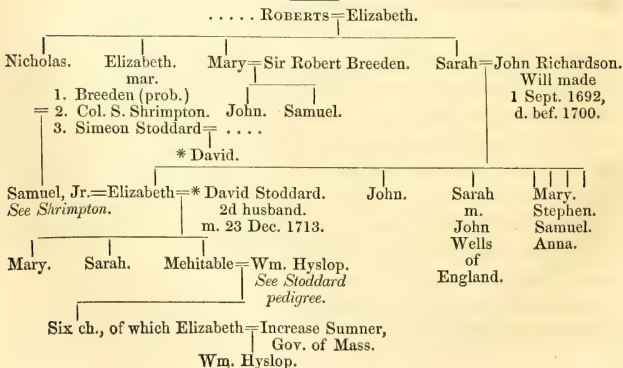 ..... ROBERTS=Elizabeth.
Nicholas. Elizabeth. Mary=Sir Robert Breeden. Sarah=John Richardson.
mar. Will made
1. Breeden (prob.) 1 Sept. 1692,
= 2. Col. S. Shrimpton. John. Samuel. d. bef. 1700.
3. Simeon Stoddard= ....
* David.
Samuel, Jr.=Elizabeth=* David Stoddard. John. Sarah Mary.
See Shrimpton. 2d husband. m. Stephen.
m. 23 Dec. 1713. John Samuel.
Wells Anna.
Mary. Sarah. Mehitable=Wm. Hyslop. of
See Stoddard England.
pedigree.
Six ch., of which Elizabeth=Increase Sumner,
Gov. of Mass.
Wm. Hyslop.